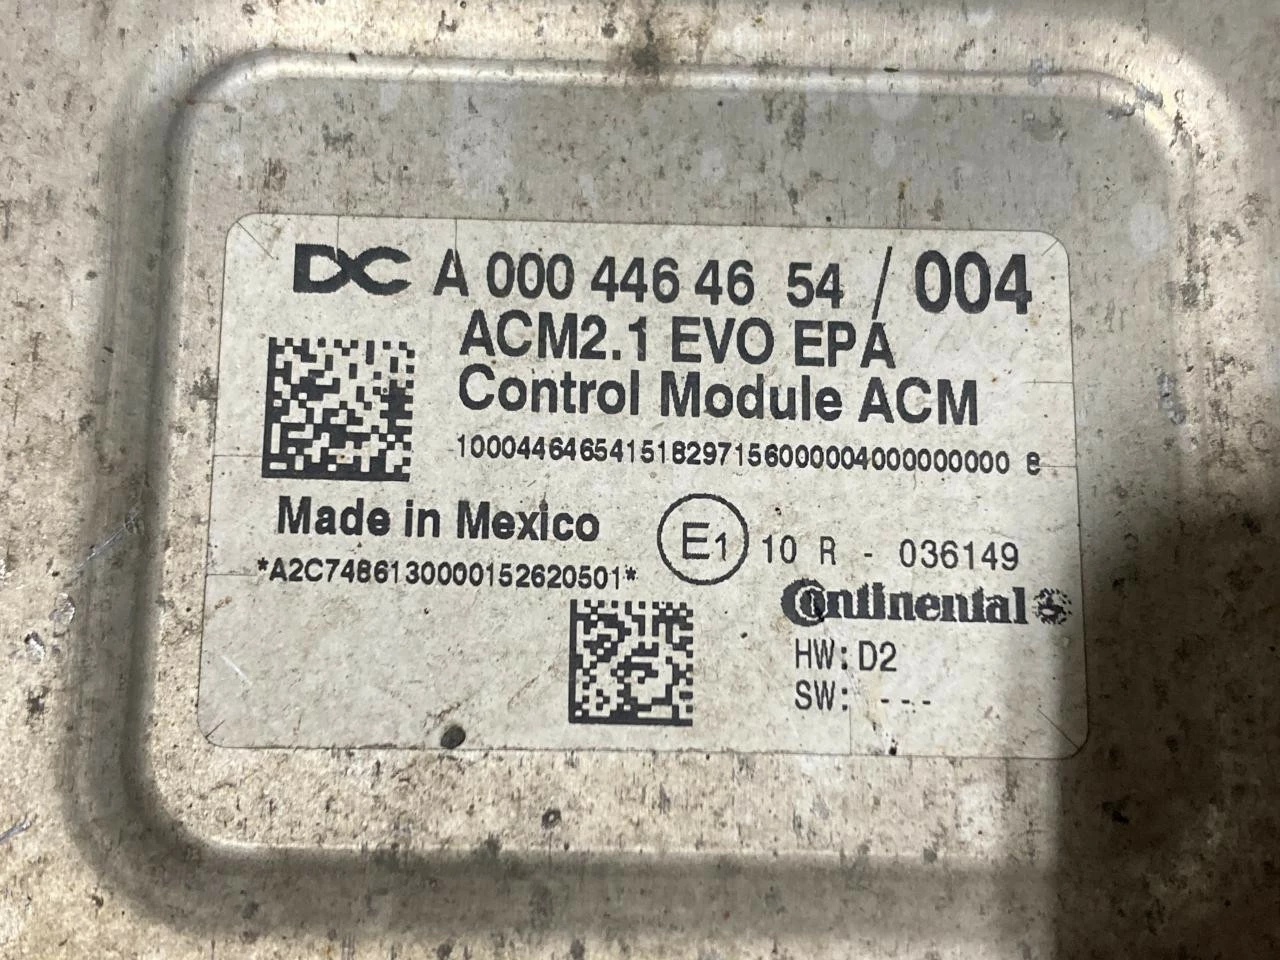 DC A 000 446 46 54 / 004
ACM2.1 EVO EPA
Control Module ACM
10004464654151829715600000400000000 8
Made in Mexico
E1 10 R - 036149
*A2C7486130000152620501*
Continental
HW: D2
SW: ---